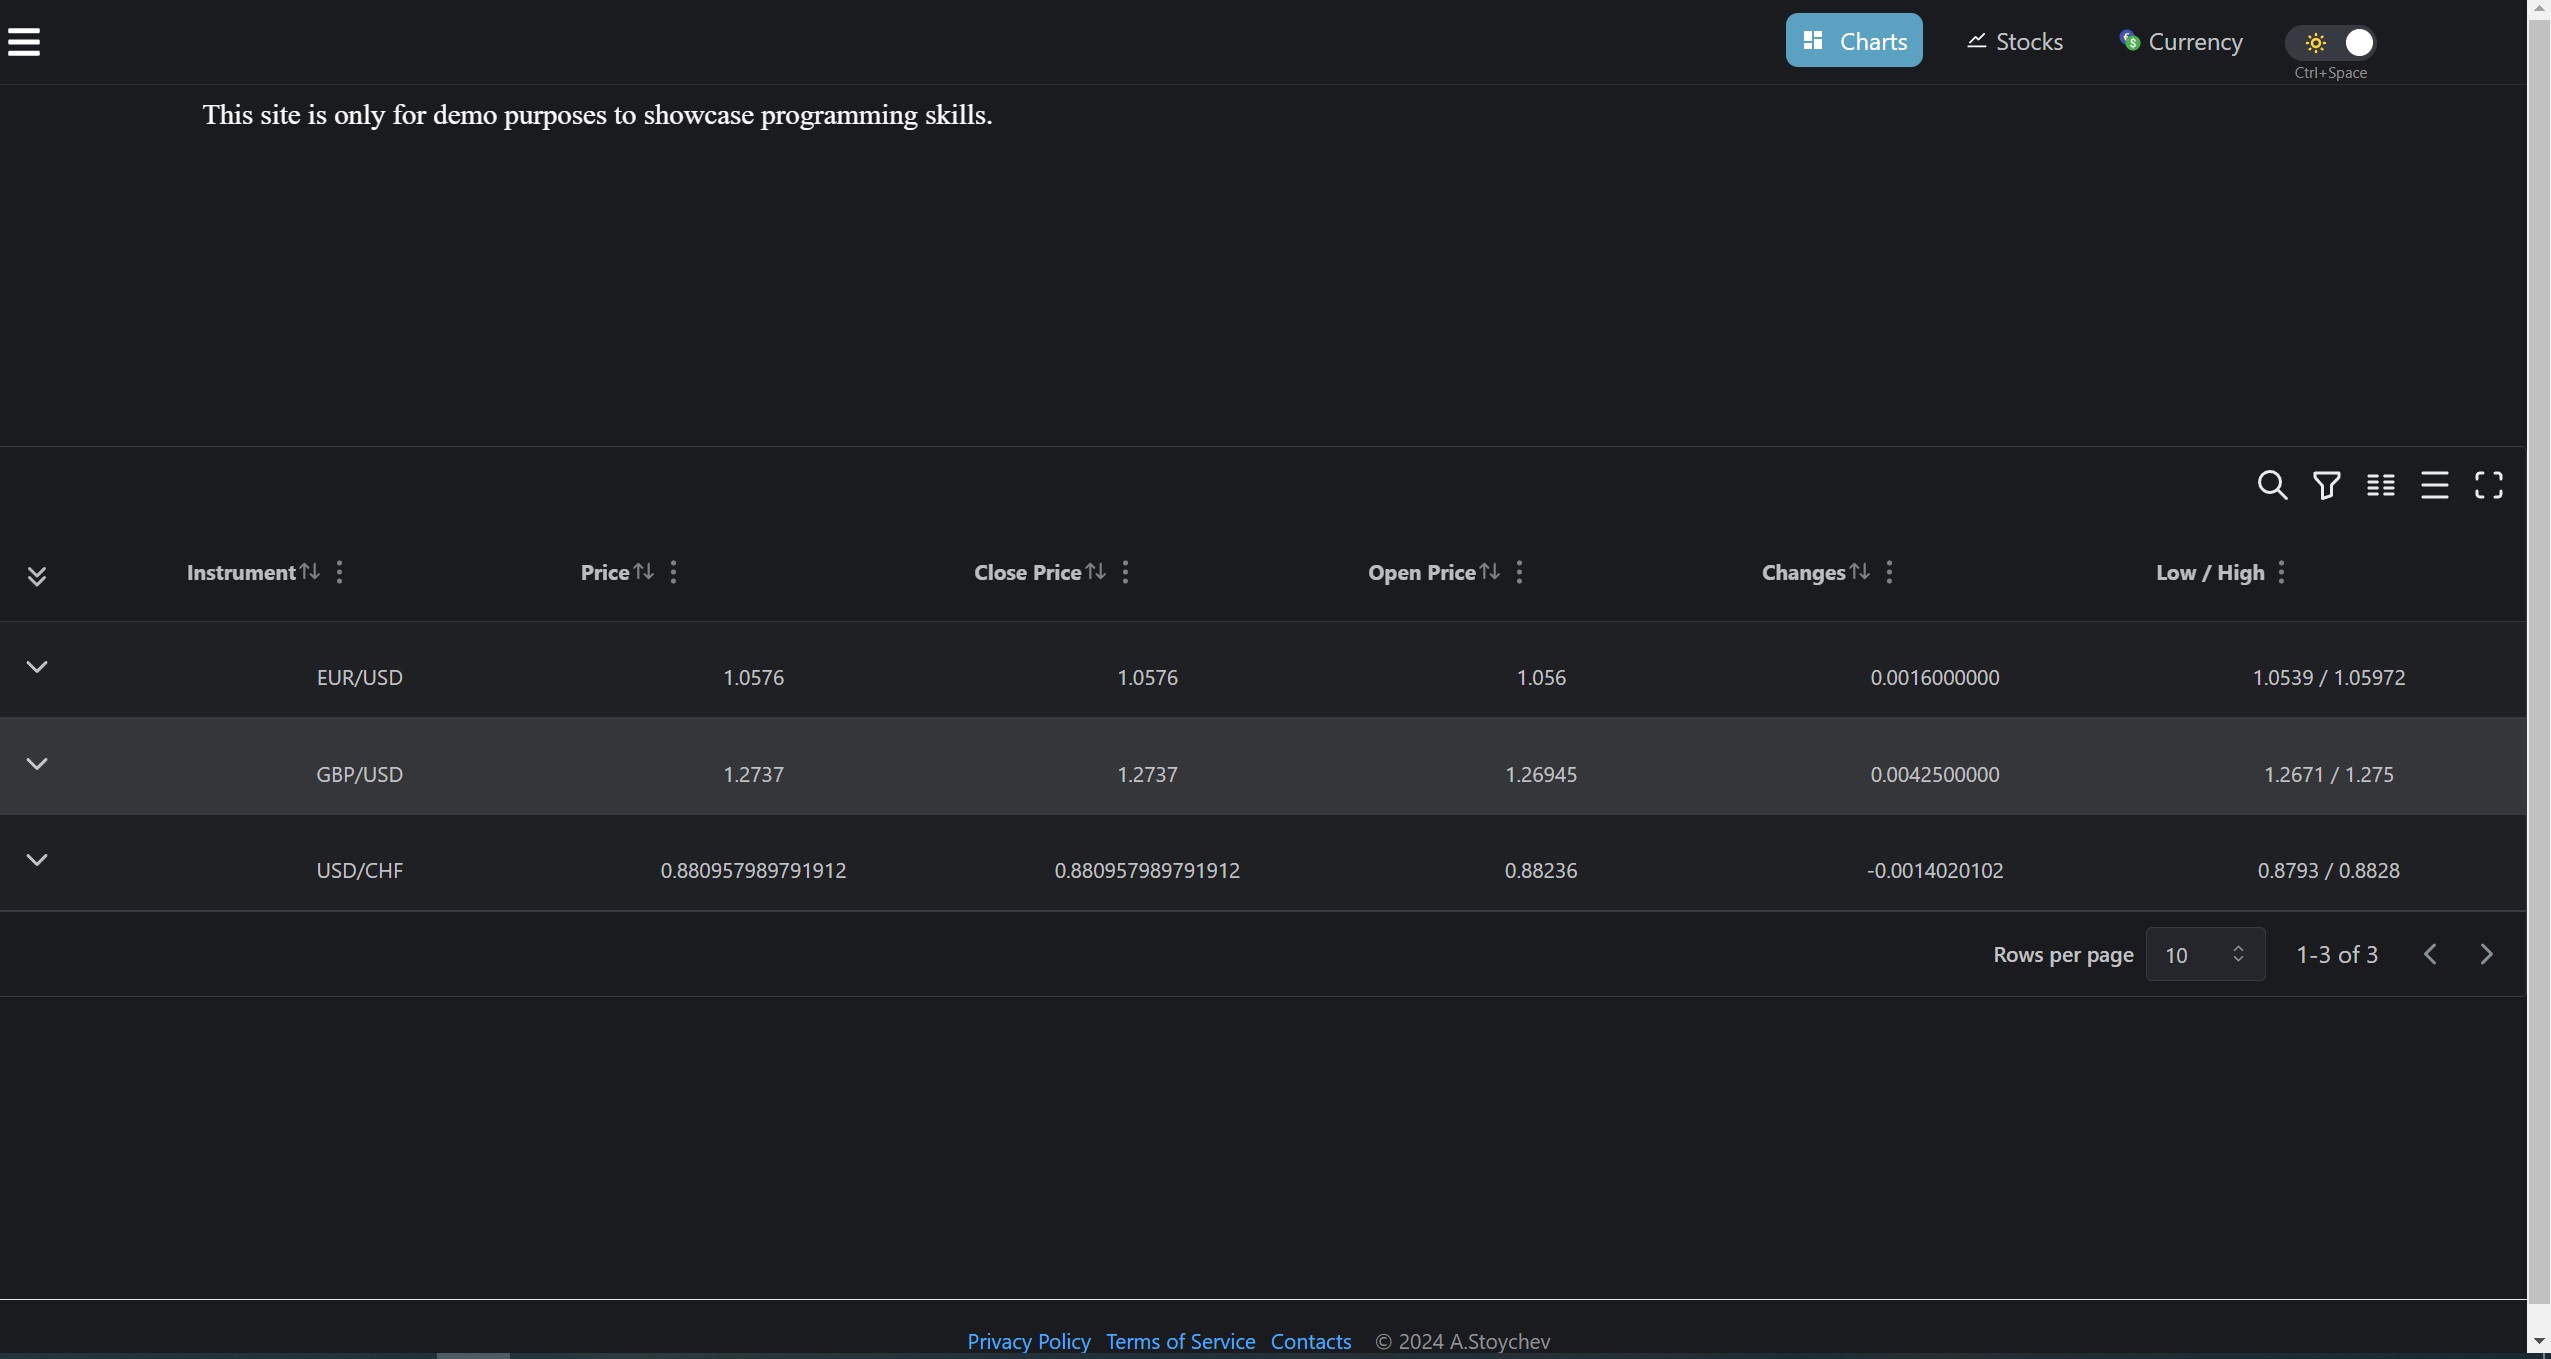 Charts Stocks Currency
Ctrl+Space
This site is only for demo purposes to showcase programming skills.
Instrument Price Close Price Open Price Changes Low / High
EUR/USD 1.0576 1.0576 1.056 0.0016000000 1.0539 / 1.05972
GBP/USD 1.2737 1.2737 1.26945 0.0042500000 1.2671 / 1.275
USD/CHF 0.880957989791912 0.880957989791912 0.88236 -0.0014020102 0.8793 / 0.8828
Rows per page 10 1-3 of 3
Privacy Policy Terms of Service Contacts © 2024 A.Stoychev